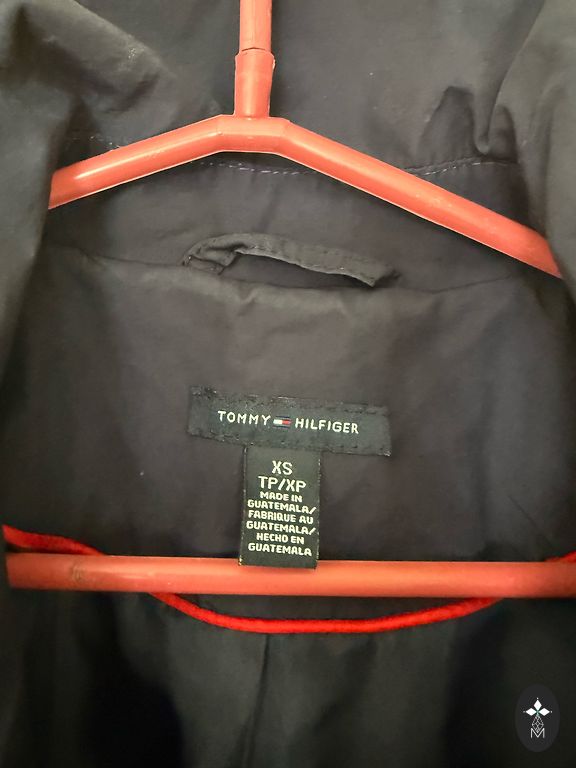 TOMMY HILFIGER
XS
TP/XP
MADE IN
GUATEMALA/
FABRIQUE AU
GUATEMALA/
HECHO EN
GUATEMALA
M